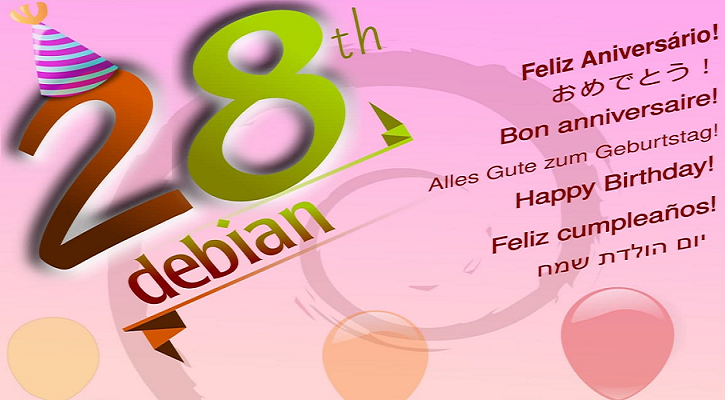 28th
debian
Feliz Aniversário!
おめでとう！
Bon anniversaire!
Alles Gute zum Geburtstag!
Happy Birthday!
Feliz cumpleaños!
יום הולדת שמח